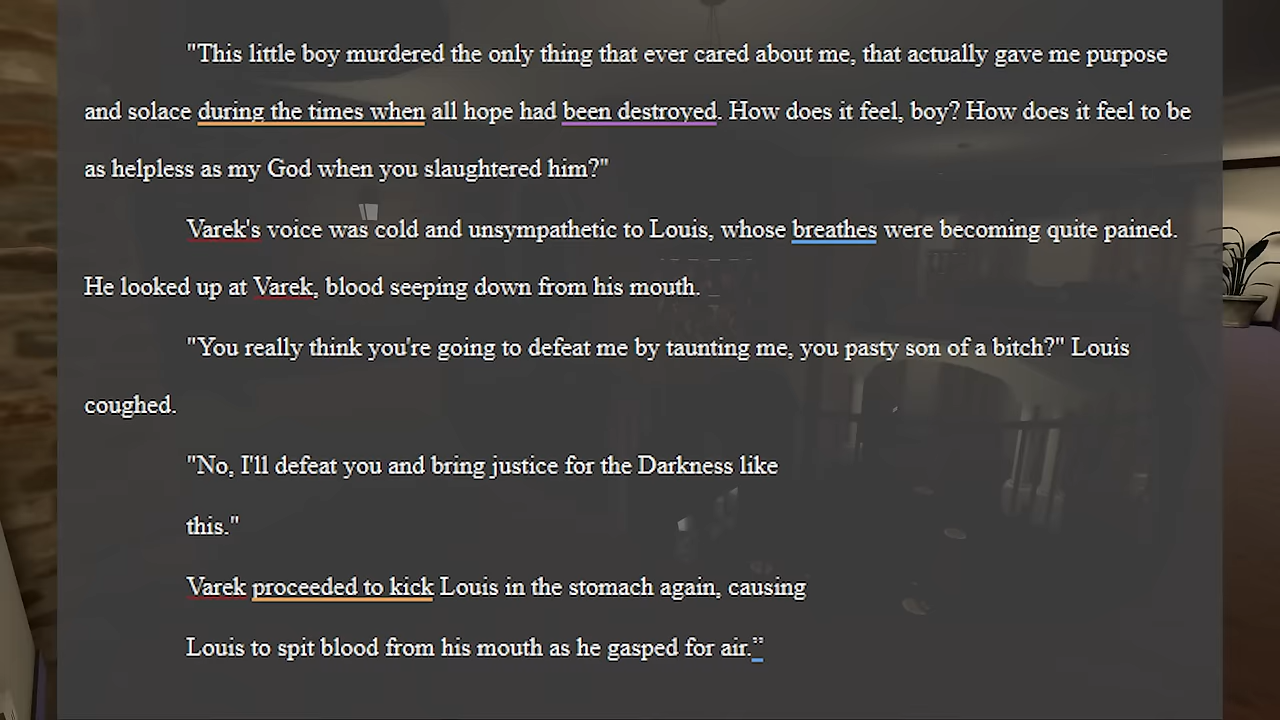 "This little boy murdered the only thing that ever cared about me, that actually gave me purpose
and solace during the times when all hope had been destroyed. How does it feel, boy? How does it feel to be
as helpless as my God when you slaughtered him?"
Varek's voice was cold and unsympathetic to Louis, whose breathes were becoming quite pained.
He looked up at Varek, blood seeping down from his mouth.
"You really think you're going to defeat me by taunting me, you pasty son of a bitch?" Louis
coughed.
"No, I'll defeat you and bring justice for the Darkness like
this."
Varek proceeded to kick Louis in the stomach again, causing
Louis to spit blood from his mouth as he gasped for air.”